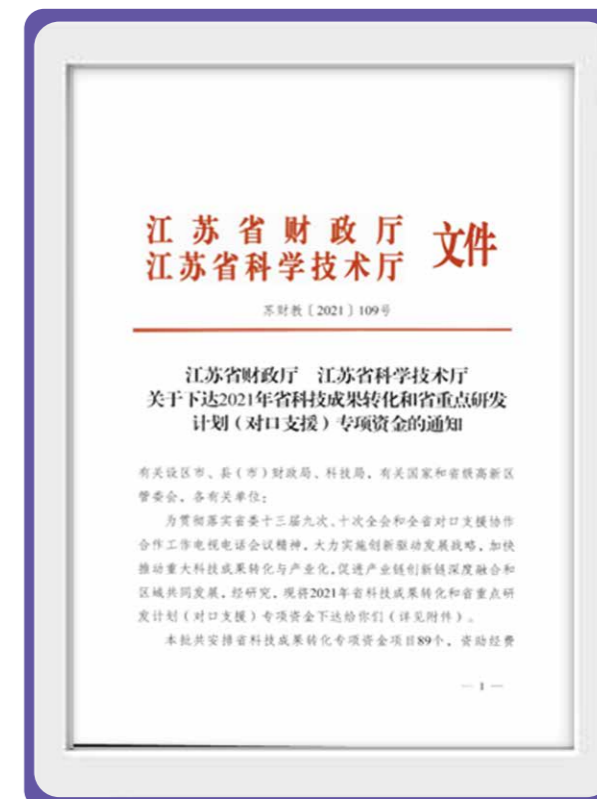 江苏省财政厅
江苏省科学技术厅
文件
苏财教〔2021〕109号
江苏省财政厅 江苏省科学技术厅
关于下达2021年省科技成果转化和省重点研发
计划(对口支援)专项资金的通知
有关设区市、县(市)财政局、科技局,有关国家和省级高新区
管委会,各有关单位:
为贯彻落实省委十三届九次、十次全会和全省对口支援协作
合作工作电视电话会议精神,大力实施创新驱动发展战略,加快
推动重大科技成果转化与产业化,促进产业链创新链深度融合和
区域共同发展,经研究,现将2021年省科技成果转化和省重点研
发计划(对口支援)专项资金下达给你们(详见附件)。
本批共安排省科技成果转化专项资金项目89个,资助经费
— 1 —